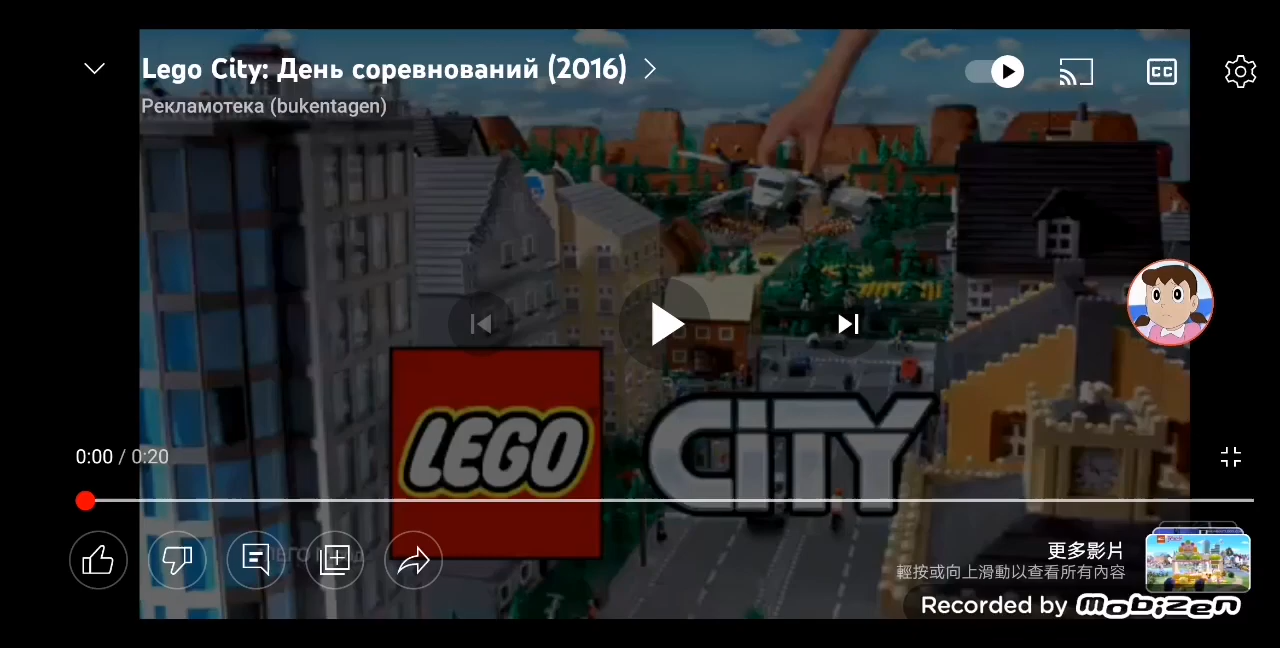 Lego City: День соревнований (2016)
Рекламотека (bukentagen)
CC
LEGO
CITY
0:00 / 0:20
更多影片
輕按或向上滑動以查看所有內容
Recorded by Mobizen